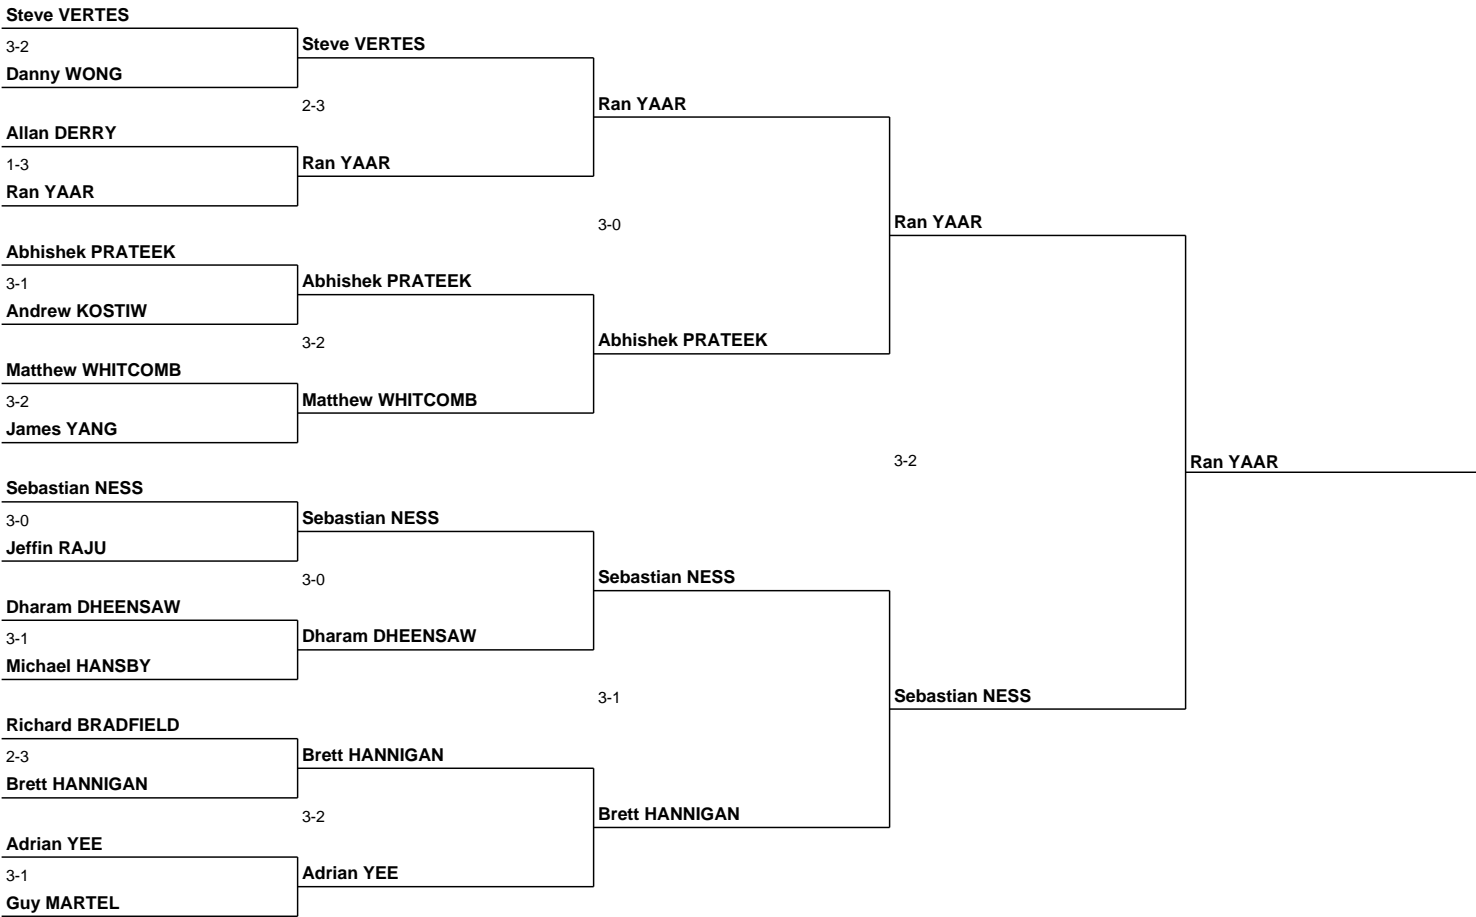 Steve VERTES
3-2
Danny WONG
Allan DERRY
1-3
Ran YAAR
Abhishek PRATEEK
3-1
Andrew KOSTIW
Matthew WHITCOMB
3-2
James YANG
Sebastian NESS
3-0
Jeffin RAJU
Dharam DHEENSAW
3-1
Michael HANSBY
Richard BRADFIELD
2-3
Brett HANNIGAN
Adrian YEE
3-1
Guy MARTEL
Steve VERTES
2-3
Ran YAAR
Abhishek PRATEEK
3-2
Matthew WHITCOMB
Sebastian NESS
3-0
Dharam DHEENSAW
Brett HANNIGAN
3-2
Adrian YEE
Ran YAAR
3-0
Abhishek PRATEEK
Sebastian NESS
3-1
Brett HANNIGAN
Ran YAAR
3-2
Sebastian NESS
Ran YAAR